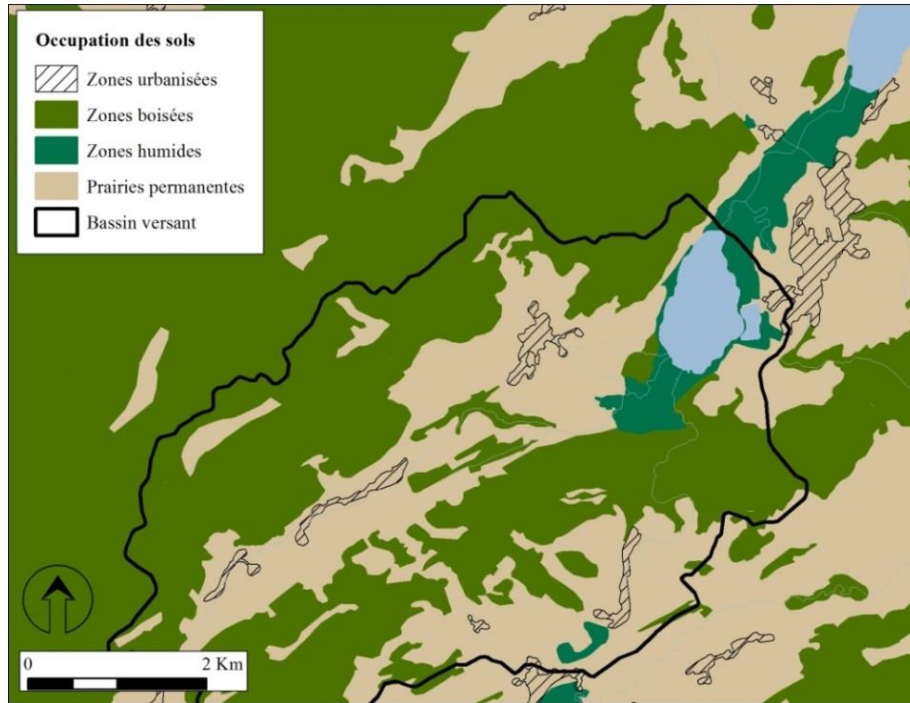 Occupation des sols
Zones urbanisées
Zones boisées
Zones humides
Prairies permanentes
Bassin versant
0 2 Km